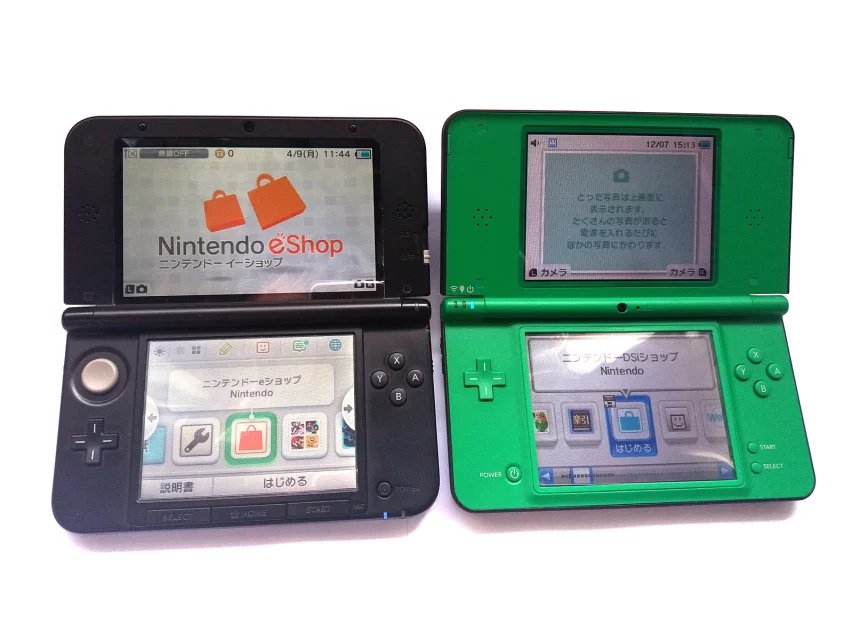 無線OFF
0
4/9(月) 11:44
Nintendo eShop
ニンテンドーイーショップ
L
R
ニンテンドーeショップ
Nintendo
説明書
はじめる
X
Y
A
B
SELECT
HOME
START
POWER
12/07 15:13
とった写真は上画面に
表示されます。
たくさんの写真があると
電源を入れるたびに
ほかの写真にかわります。
L カメラ
カメラ R
ニンテンドーDSiショップ
Nintendo
We
はじめる
X
Y
A
B
POWER
START
SELECT